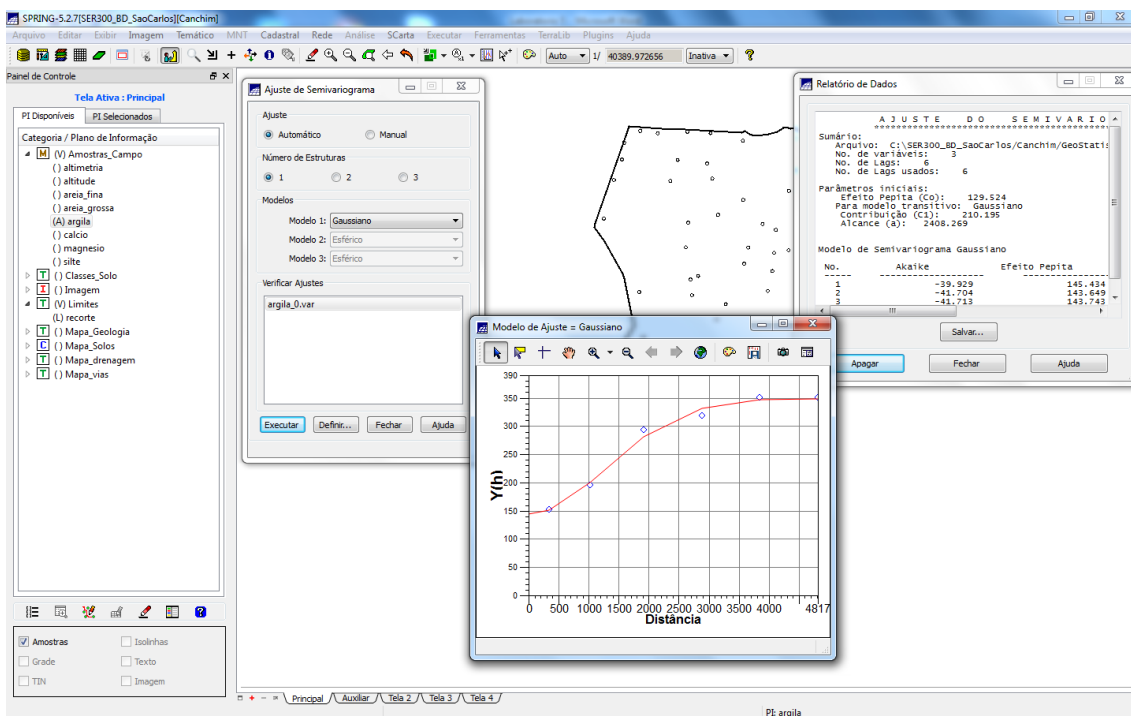 SPRING-5.2.7[SER300_BD_SaoCarlos][Canchim]
Arquivo Editar Exibir Imagem Temático MNT Cadastral Rede Análise SCarta Executar Ferramentas TerraLib Plugins Ajuda
Auto 1/ 40389.972656 Inativa
Painel de Controle
Tela Ativa : Principal
PI Disponíveis PI Selecionados
Categoria / Plano de Informação
M (V) Amostras_Campo
( ) altimetria
( ) altitude
( ) areia_fina
( ) areia_grossa
(A) argila
( ) calcio
( ) magnesio
( ) silte
T ( ) Classes_Solo
I ( ) Imagem
T (V) Limites
(L) recorte
T ( ) Mapa_Geologia
C ( ) Mapa_Solos
T ( ) Mapa_drenagem
T ( ) Mapa_vias
Amostras Isolinhas
Grade Texto
TIN Imagem
Ajuste de Semivariograma
Ajuste
Automático Manual
Número de Estruturas
1 2 3
Modelos
Modelo 1: Gaussiano
Modelo 2: Esférico
Modelo 3: Esférico
Verificar Ajustes
argila_0.var
Executar Definir... Fechar Ajuda
Relatório de Dados
A J U S T E D O S E M I V A R I O
Sumário:
Arquivo: C:\SER300_BD_SaoCarlos/Canchim/GeoStatis
No. de variáveis: 3
No. de Lags: 6
No. de Lags usados: 6
Parâmetros iniciais:
Efeito Pepita (Co): 129.524
Para modelo transitivo: Gaussiano
Contribuição (C1): 210.195
Alcance (a): 2408.269
Modelo de Semivariograma Gaussiano
No. Akaike Efeito Pepita
1 -39.929 145.434
2 -41.704 143.649
3 -41.713 143.743
Salvar...
Apagar Fechar Ajuda
Modelo de Ajuste = Gaussiano
390
350
300
250
200
150
100
50
0
Y(h)
0 500 1000 1500 2000 2500 3000 3500 4000 4817
Distância
Principal Auxiliar Tela 2 Tela 3 Tela 4
PI: argila